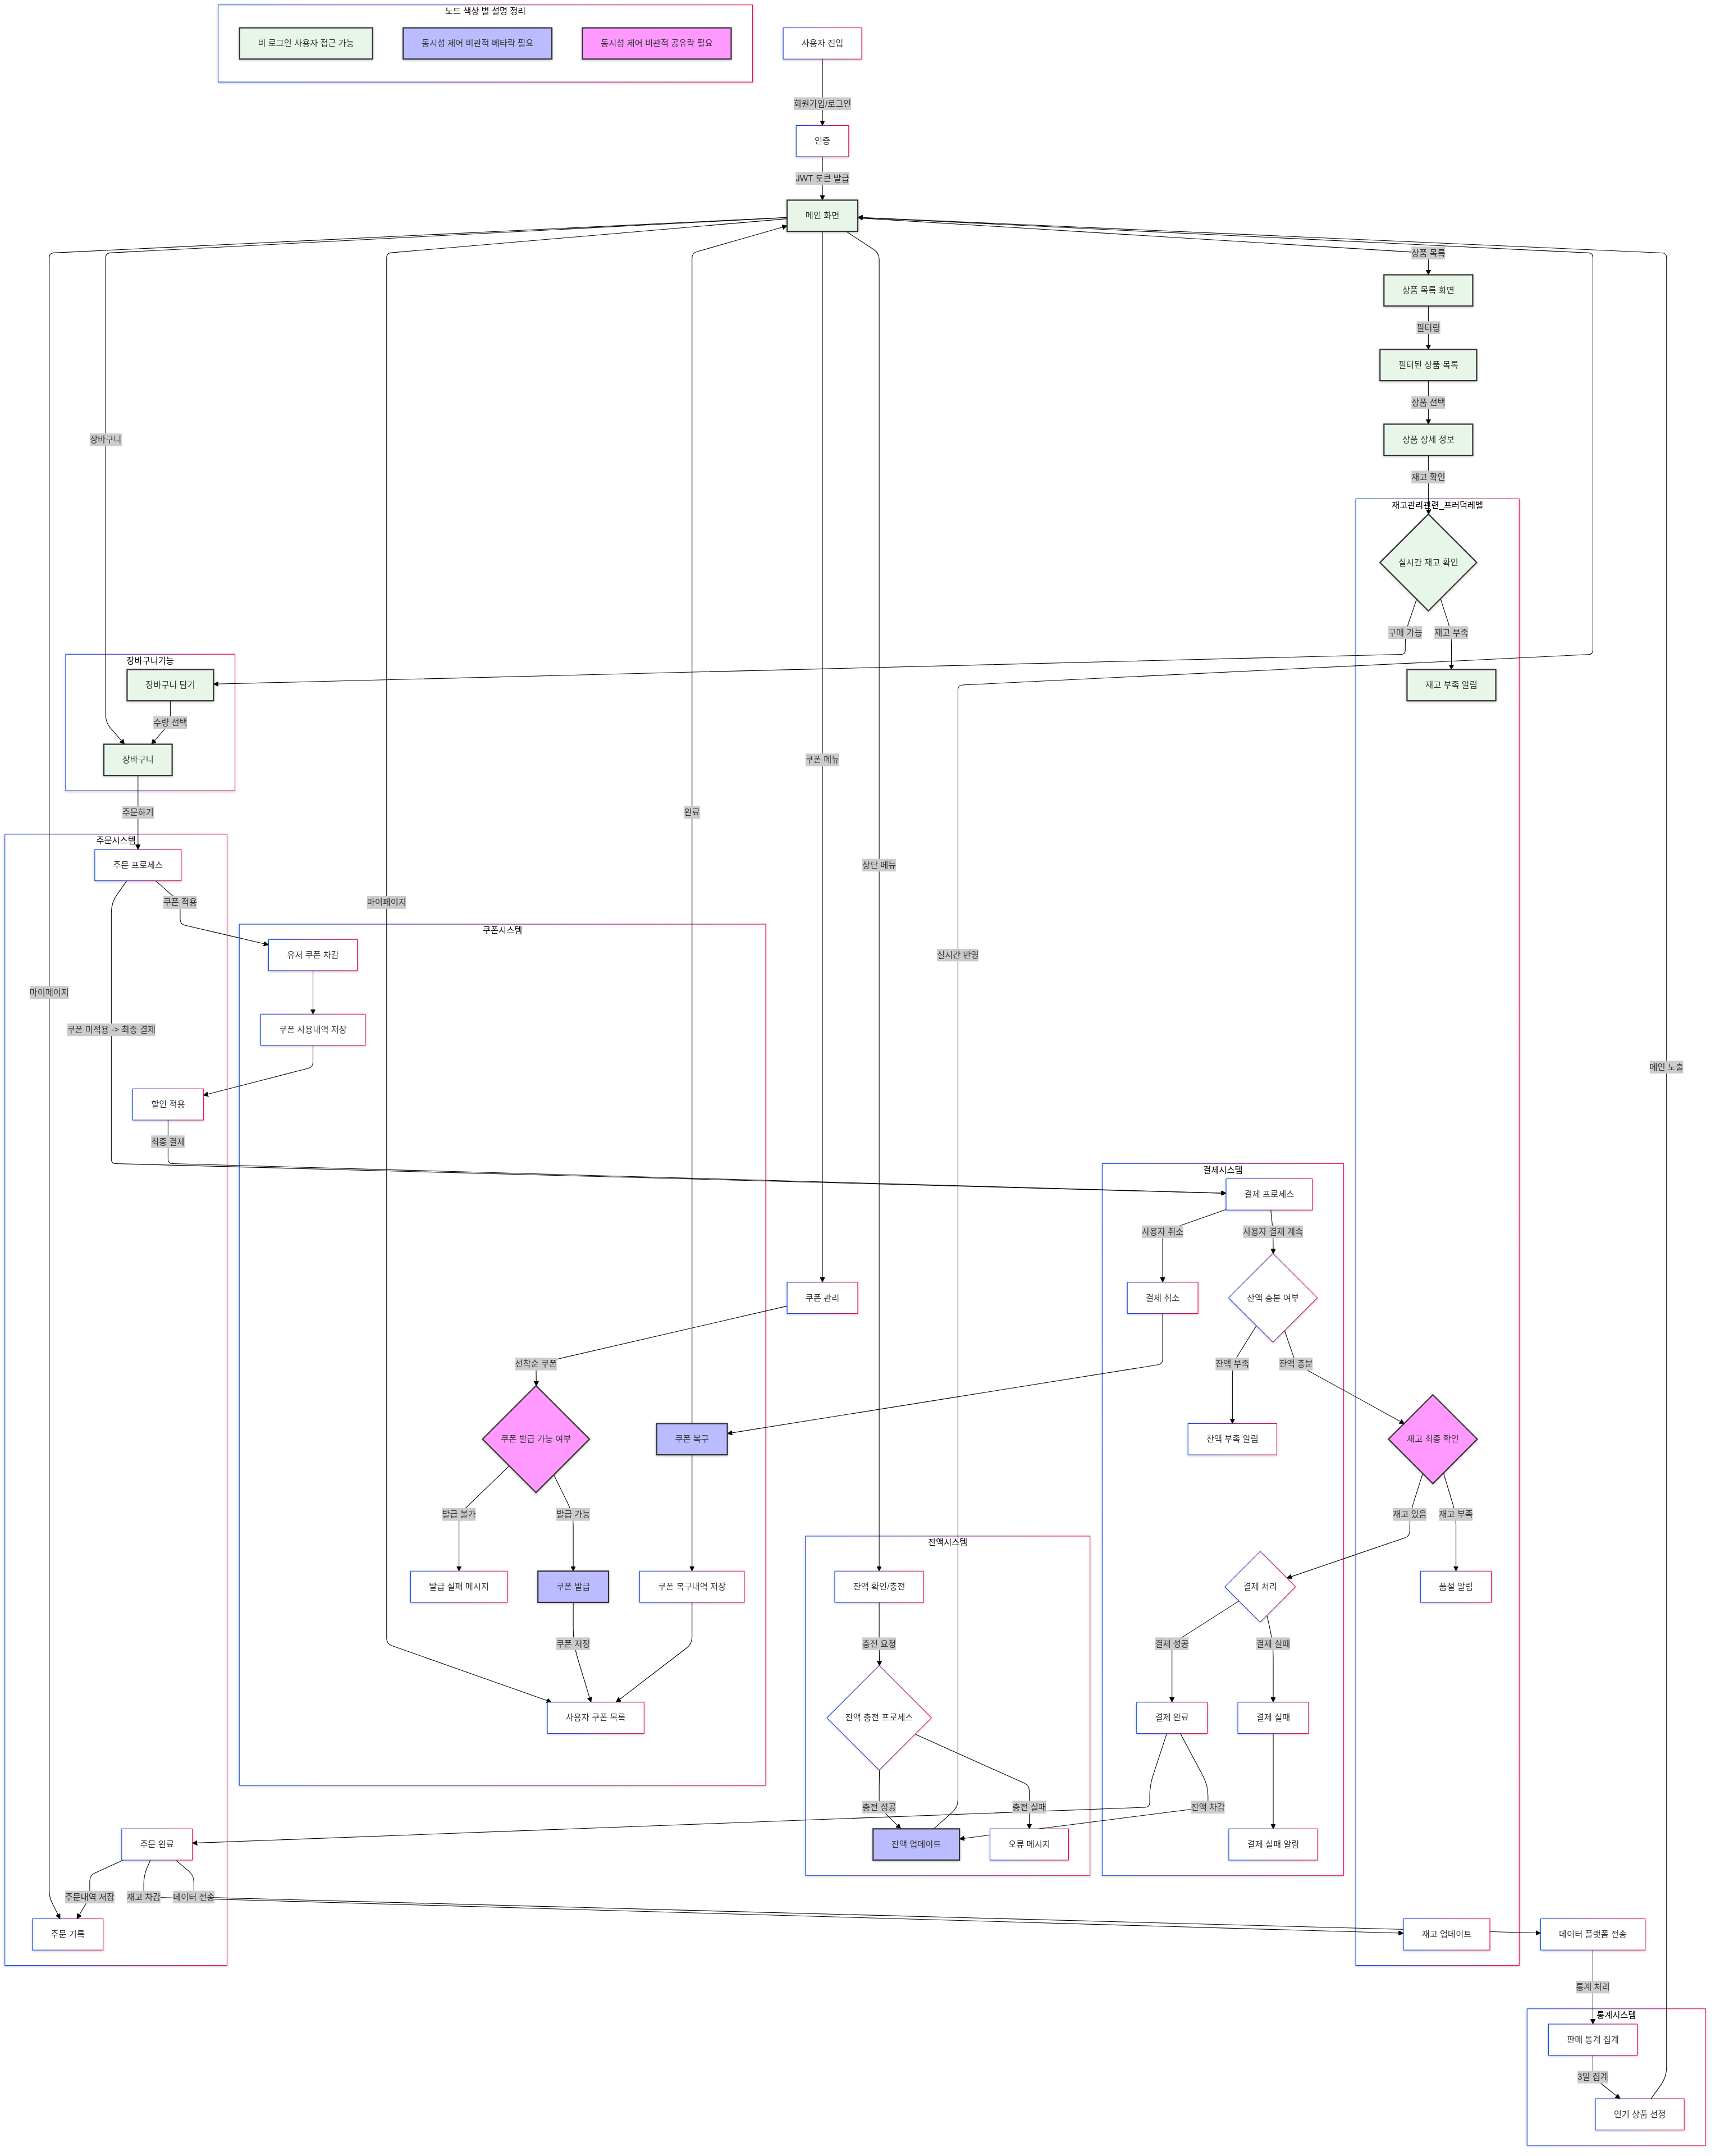 노드 색상 별 설명 정리
비 로그인 사용자 접근 가능
동시성 제어 비관적 베타락 필요
동시성 제어 비관적 공유락 필요
사용자 진입
회원가입/로그인
인증
JWT 토큰 발급
메인 화면
상품 목록
상품 목록 화면
필터링
필터된 상품 목록
상품 선택
상품 상세 정보
장바구니
재고 확인
재고관리관련_프러덕레벨
실시간 재고 확인
구매 가능
재고 부족
장바구니기능
장바구니 담기
재고 부족 알림
수량 선택
장바구니
쿠폰 메뉴
주문하기
완료
주문시스템
주문 프로세스
상단 메뉴
쿠폰 적용
마이페이지
쿠폰시스템
유저 쿠폰 차감
실시간 반영
마이페이지
쿠폰 미적용 -> 최종 결제
쿠폰 사용내역 저장
메인 노출
할인 적용
최종 결제
결제시스템
결제 프로세스
사용자 취소
사용자 결제 계속
쿠폰 관리
결제 취소
잔액 충분 여부
선착순 쿠폰
잔액 부족
잔액 충분
쿠폰 발급 가능 여부
쿠폰 복구
잔액 부족 알림
재고 최종 확인
발급 불가
발급 가능
재고 있음
재고 부족
잔액시스템
발급 실패 메시지
쿠폰 발급
쿠폰 복구내역 저장
잔액 확인/충전
결제 처리
품절 알림
쿠폰 저장
충전 요청
결제 성공
결제 실패
사용자 쿠폰 목록
잔액 충전 프로세스
결제 완료
결제 실패
충전 성공
충전 실패
잔액 차감
주문 완료
잔액 업데이트
오류 메시지
결제 실패 알림
주문내역 저장
재고 차감
데이터 전송
주문 기록
재고 업데이트
데이터 플랫폼 전송
통계 처리
통계시스템
판매 통계 집계
3일 집계
인기 상품 선정